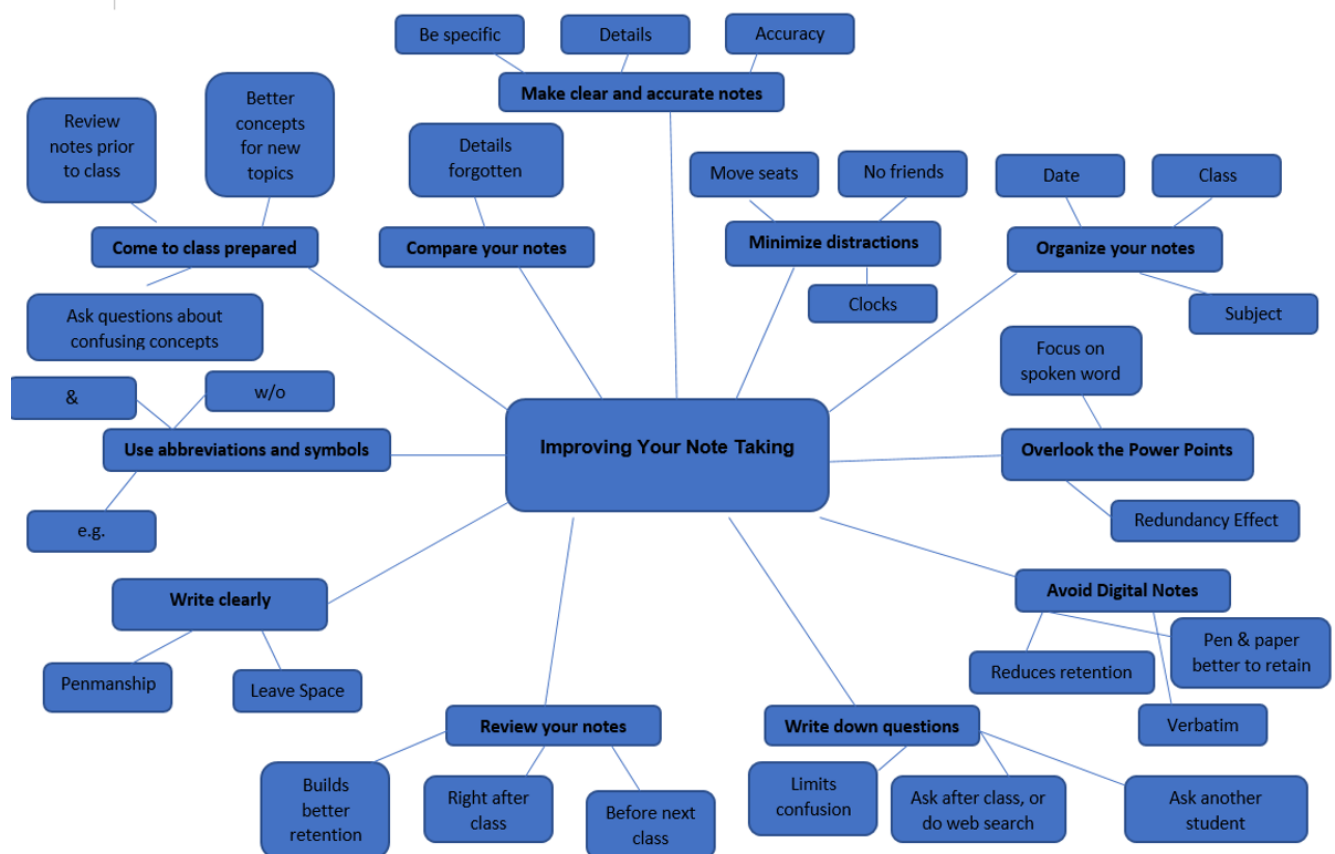 Be specific
Details
Accuracy
Make clear and accurate notes
Review
notes prior
to class
Better
concepts
for new
topics
Come to class prepared
Ask questions about
confusing concepts
Details
forgotten
Compare your notes
Move seats
No friends
Minimize distractions
Clocks
Date
Class
Organize your notes
Subject
&
w/o
Use abbreviations and symbols
e.g.
Improving Your Note Taking
Focus on
spoken word
Overlook the Power Points
Redundancy Effect
Write clearly
Penmanship
Leave Space
Avoid Digital Notes
Reduces retention
Pen & paper
better to retain
Verbatim
Review your notes
Builds
better
retention
Right after
class
Before next
class
Write down questions
Limits
confusion
Ask after class, or
do web search
Ask another
student